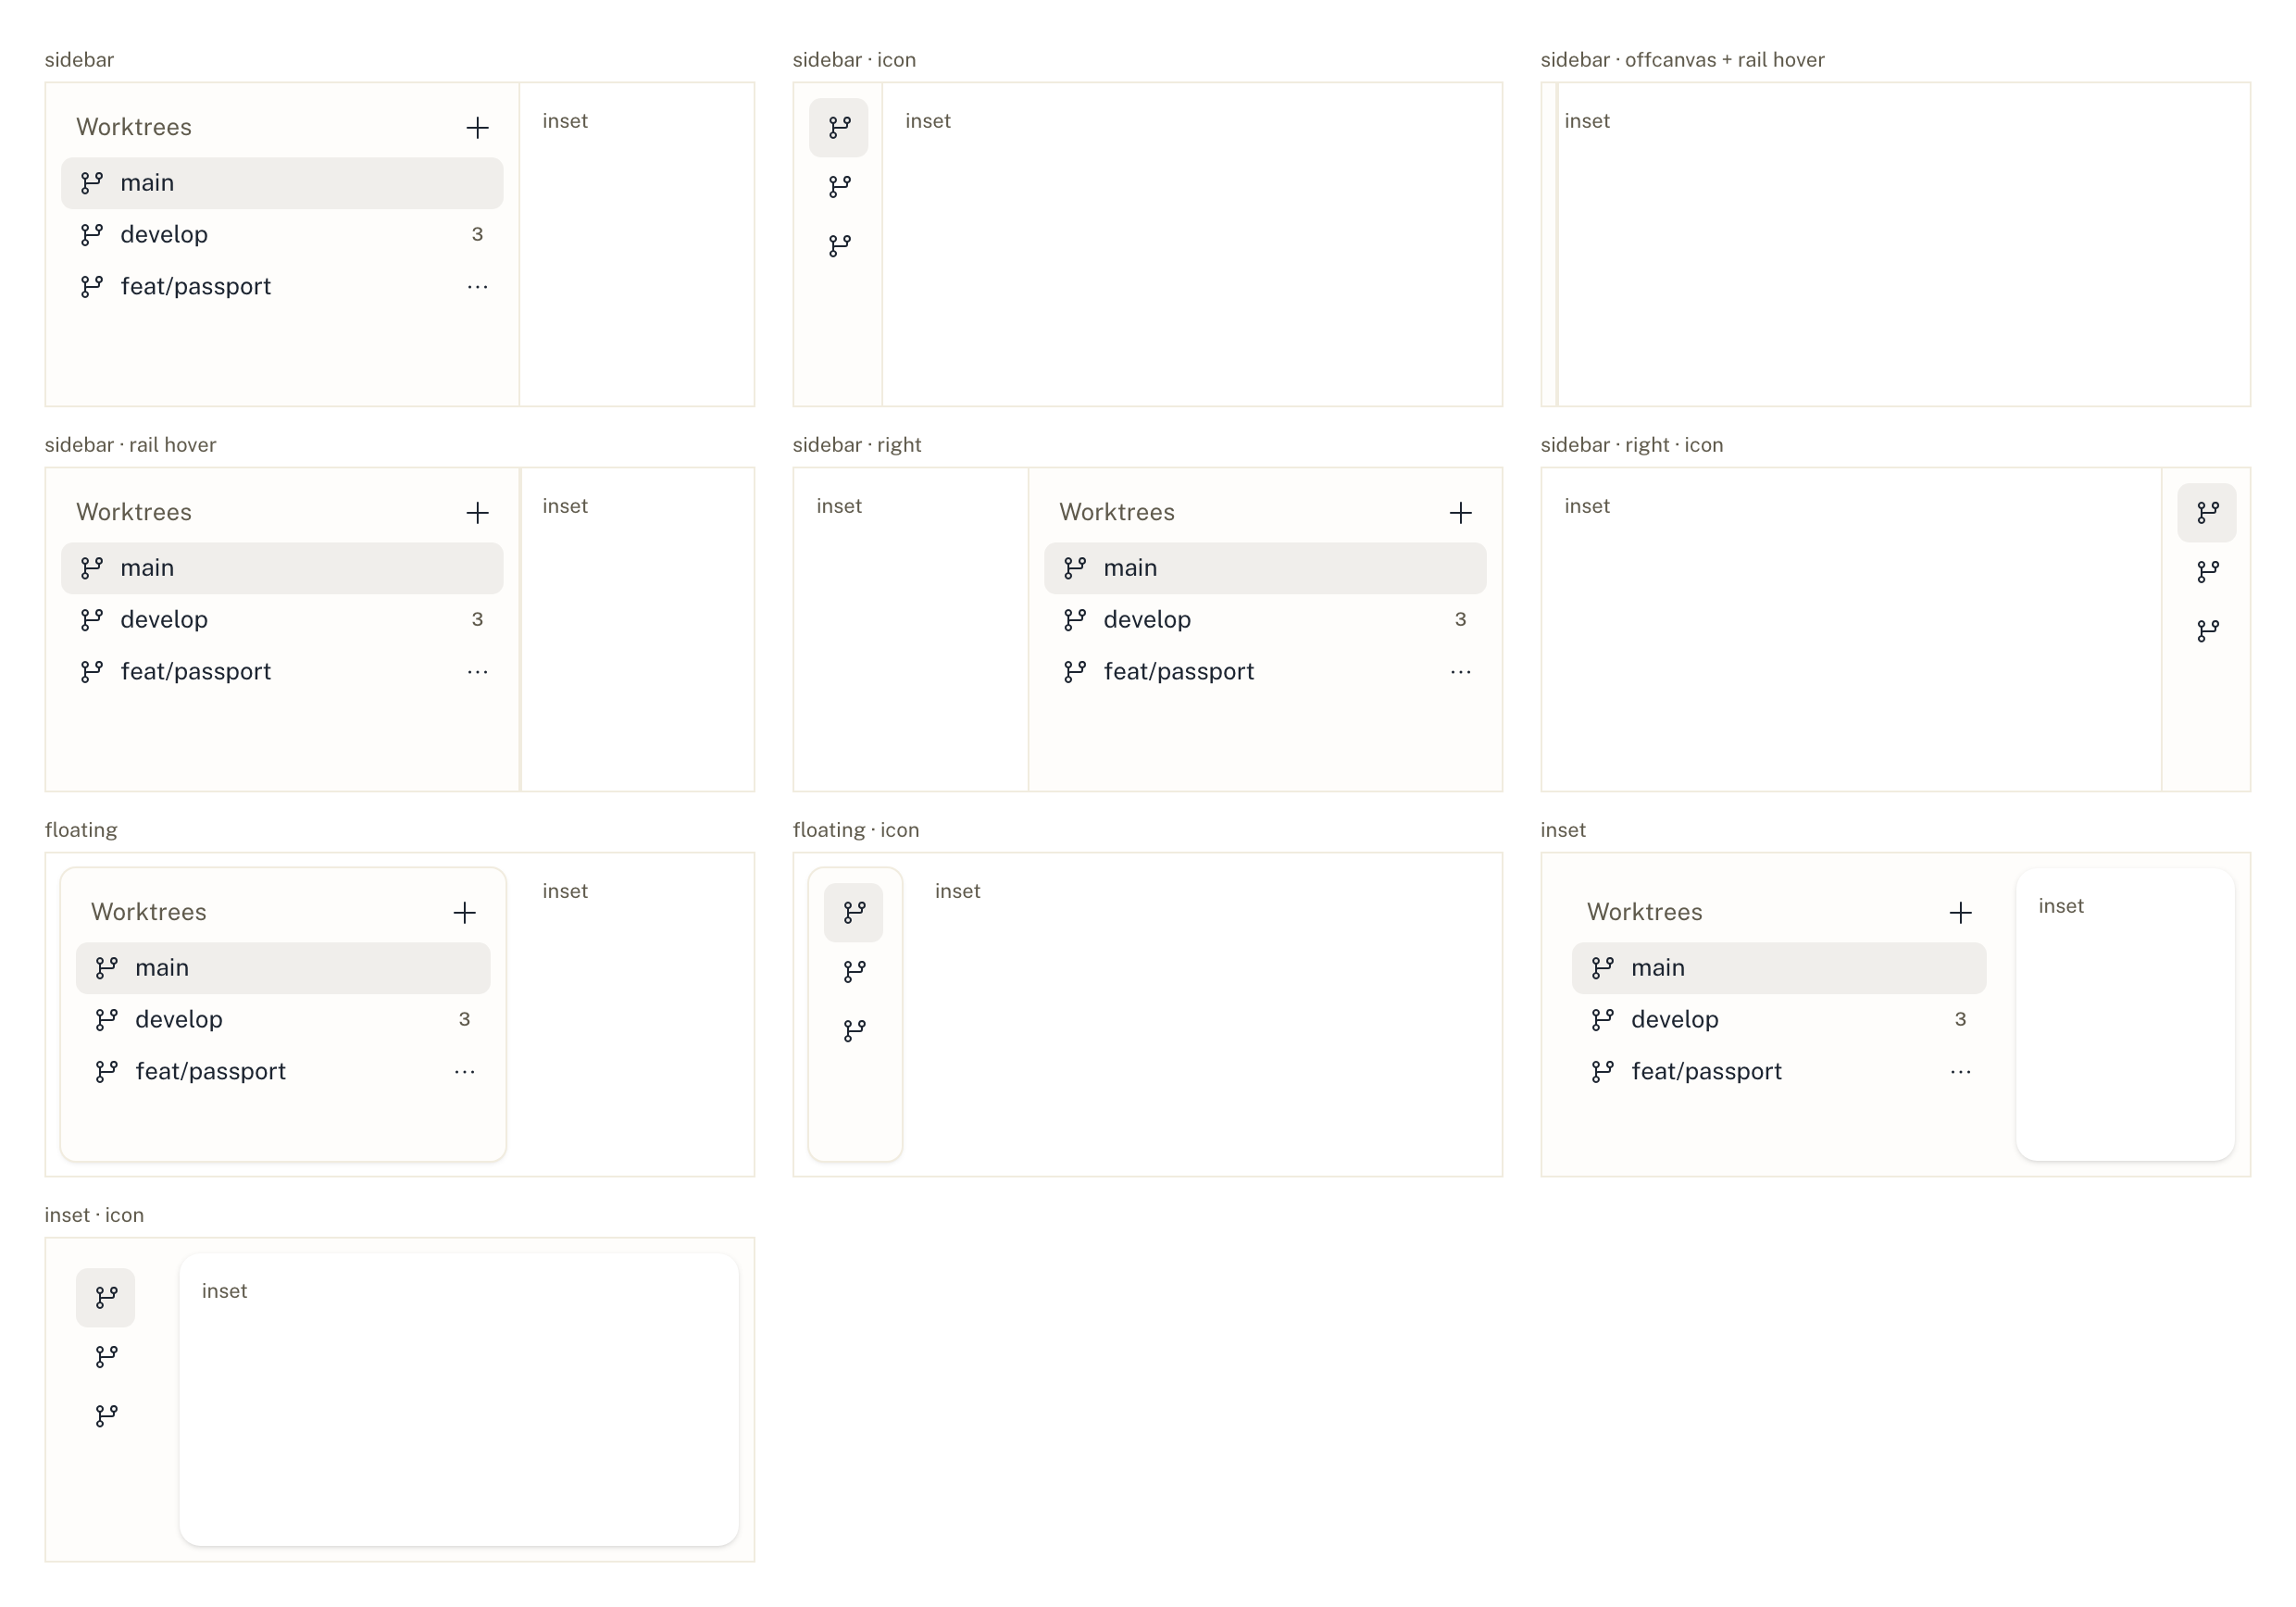 sidebar
Worktrees
main
develop 3
feat/passport ...
inset
sidebar · icon
inset
sidebar · offcanvas + rail hover
inset
sidebar · rail hover
Worktrees
main
develop 3
feat/passport ...
inset
sidebar · right
inset
Worktrees
main
develop 3
feat/passport ...
sidebar · right · icon
inset
floating
Worktrees
main
develop 3
feat/passport ...
inset
floating · icon
inset
inset
Worktrees
main
develop 3
feat/passport ...
inset
inset · icon
inset